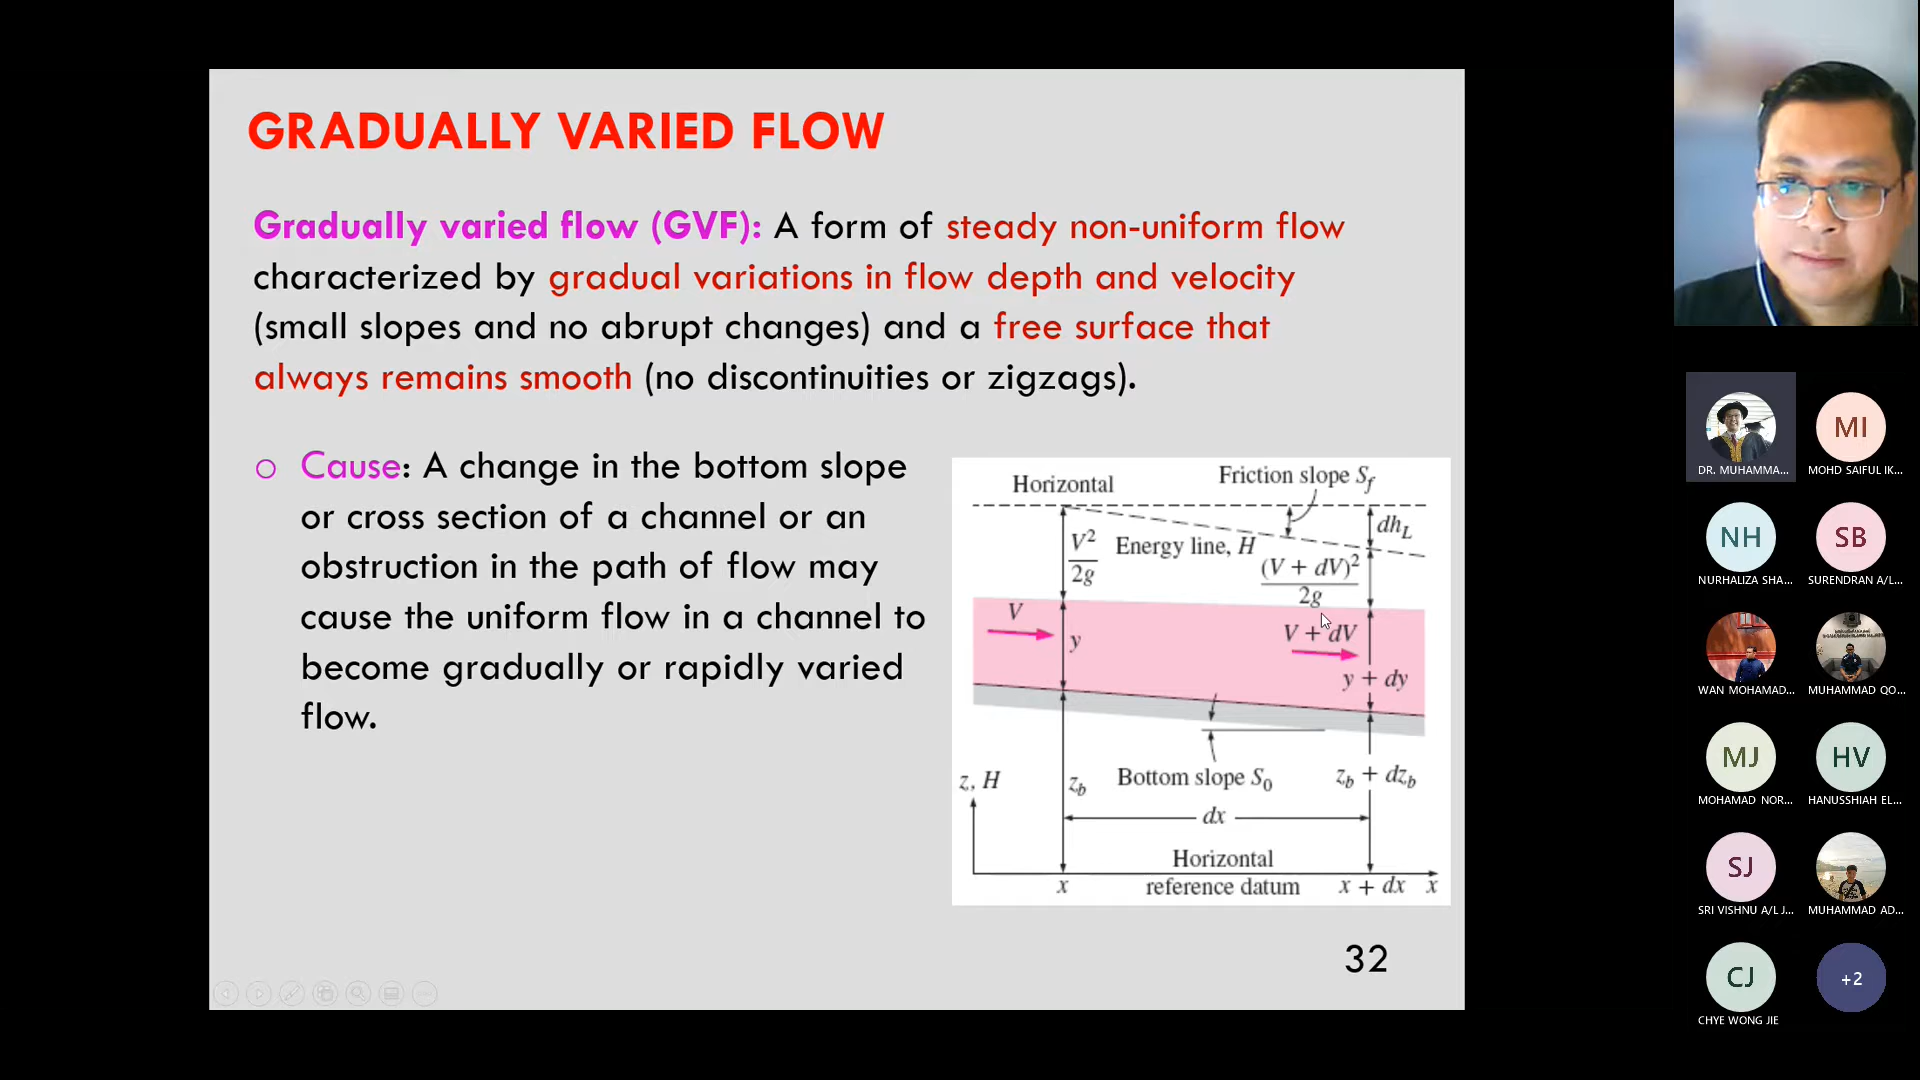 GRADUALLY VARIED FLOW
Gradually varied flow (GVF): A form of steady non-uniform flow
characterized by gradual variations in flow depth and velocity
(small slopes and no abrupt changes) and a free surface that
always remains smooth (no discontinuities or zigzags).
Cause: A change in the bottom slope
or cross section of a channel or an
obstruction in the path of flow may
cause the uniform flow in a channel to
become gradually or rapidly varied
flow.
Horizontal
Friction slope S_f
dh_L
V²/2g
Energy line, H
(V + dV)²/2g
V
y
V + dV
y + dy
z, H
z_b
Bottom slope S_0
z_b + dz_b
dx
Horizontal
reference datum
x
x + dx
x
32
DR. MUHAMMA...
MI
MOHD SAIFUL IK...
NH
NURHALIZA SHA...
SB
SURENDRAN A/L...
WAN MOHAMAD...
MUHAMMAD QO...
MJ
MOHAMAD NOR...
HV
HANUSSHIAH EL...
SJ
SRI VISHNU A/L J...
MUHAMMAD AD...
CJ
CHYE WONG JIE
+2